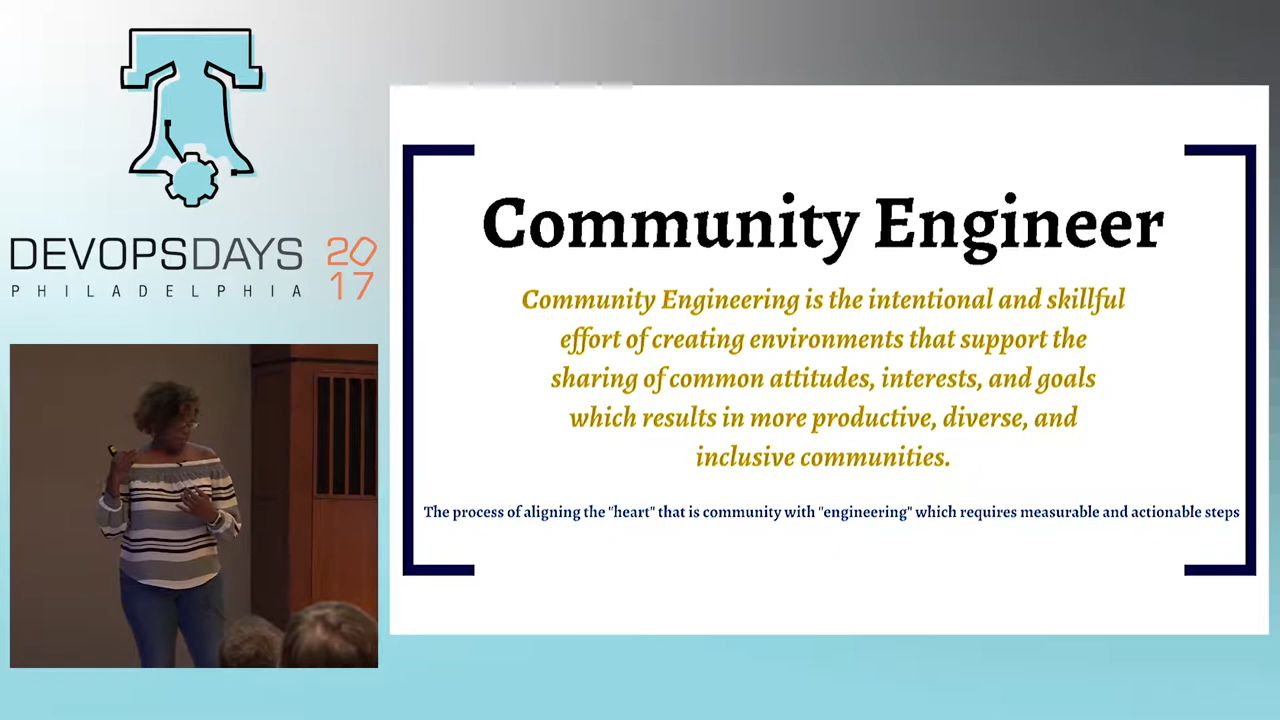 DEVOPSDAYS 20
17
PHILADELPHIA
Community Engineer
Community Engineering is the intentional and skillful
effort of creating environments that support the
sharing of common attitudes, interests, and goals
which results in more productive, diverse, and
inclusive communities.
The process of aligning the "heart" that is community with "engineering" which requires measurable and actionable steps